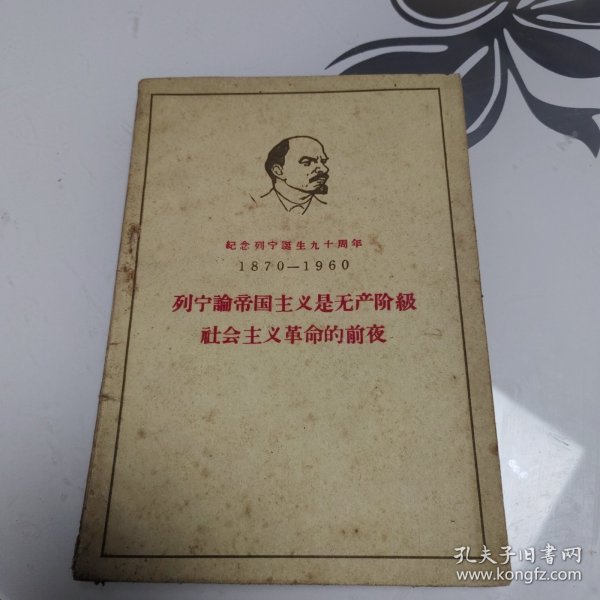 紀念列宁誕生九十周年
1870—1960
列宁論帝国主义是无产阶級
社会主义革命的前夜
孔夫子旧书网
www.kongfz.com